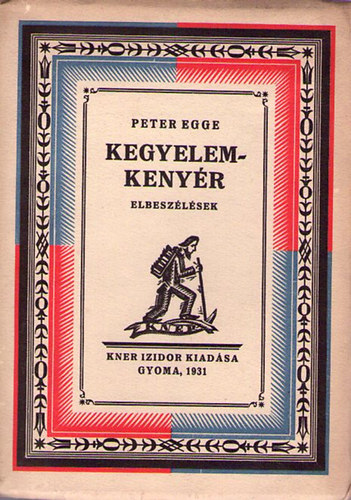 PETER EGGE
KEGYELEM-
KENYÉR
ELBESZÉLÉSEK
KNER
KNER IZIDOR KIADÁSA
GYOMA, 1931